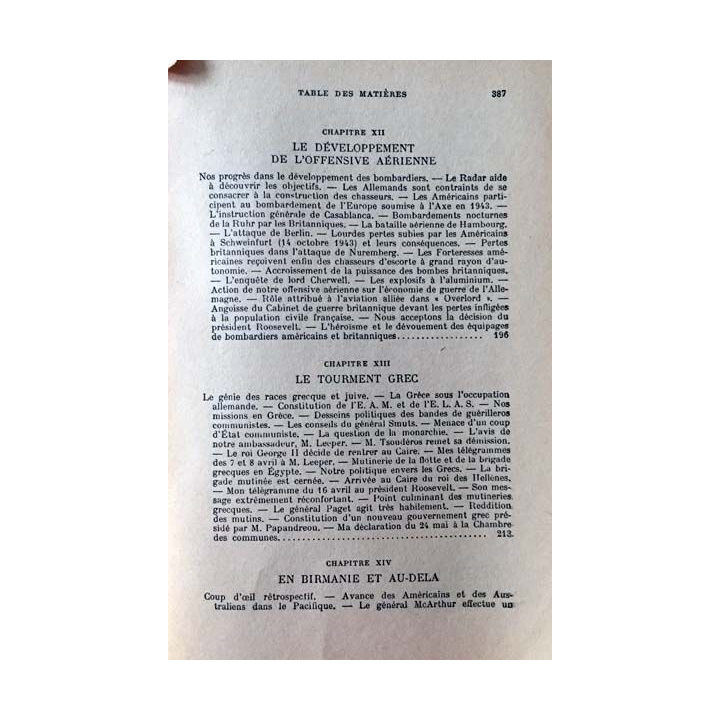 TABLE DES MATIÈRES 387
CHAPITRE XII
LE DÉVELOPPEMENT
DE L'OFFENSIVE AÉRIENNE
Nos progrès dans le développement des bombardiers. — Le Radar aide
à découvrir les objectifs. — Les Allemands sont contraints de se
consacrer à la construction des chasseurs. — Les Américains parti-
cipent au bombardement de l'Europe soumise à l'Axe en 1943. —
L'instruction générale de Casablanca. — Bombardements nocturnes
de la Ruhr par les Britanniques. — La bataille aérienne de Hambourg.
— L'attaque de Berlin. — Lourdes pertes subies par les Américains
à Schweinfurt (14 octobre 1943) et leurs conséquences. — Pertes
britanniques dans l'attaque de Nuremberg. — Les Forteresses amé-
ricaines reçoivent enfin des chasseurs d'escorte à grand rayon d'au-
tonomie. — Accroissement de la puissance des bombes britanniques.
— L'enquête de lord Cherwell. — Les explosifs à l'aluminium. —
Action de notre offensive aérienne sur l'économie de guerre de l'Alle-
magne. — Rôle attribué à l'aviation alliée dans « Overlord ». —
Angoisse du Cabinet de guerre britannique devant les pertes infligées
à la population civile française. — Nous acceptons la décision du
président Roosevelt. — L'héroïsme et le dévouement des équipages
de bombardiers américains et britanniques.................. 196
CHAPITRE XIII
LE TOURMENT GREC
Le génie des races grecque et juive. — La Grèce sous l'occupation
allemande. — Constitution de l'E. A. M. et de l'E. L. A. S. — Nos
missions en Grèce. — Desseins politiques des bandes de guérilleros
communistes. — Les conseils du général Smuts. — Menace d'un coup
d'État communiste. — La question de la monarchie. — L'avis de
notre ambassadeur, M. Leeper. — M. Tsoudéros remet sa démission.
— Le roi George II décide de rentrer au Caire. — Mes télégrammes
des 7 et 8 avril à M. Leeper. — Mutinerie de la flotte et de la brigade
grecques en Égypte. — Notre politique envers les Grecs. — La bri-
gade mutinée est cernée. — Arrivée au Caire du roi des Hellènes.
— Mon télégramme du 16 avril au président Roosevelt. — Son mes-
sage extrêmement réconfortant. — Point culminant des mutineries
grecques. — Le général Paget agit très habilement. — Reddition
des mutins. — Constitution d'un nouveau gouvernement grec pré-
sidé par M. Papandreou. — Ma déclaration du 24 mai à la Chambre
des communes.............................................. 213
CHAPITRE XIV
EN BIRMANIE ET AU-DELA
Coup d'œil rétrospectif. — Avance des Américains et des Aus-
traliens dans le Pacifique. — Le général McArthur effectue un